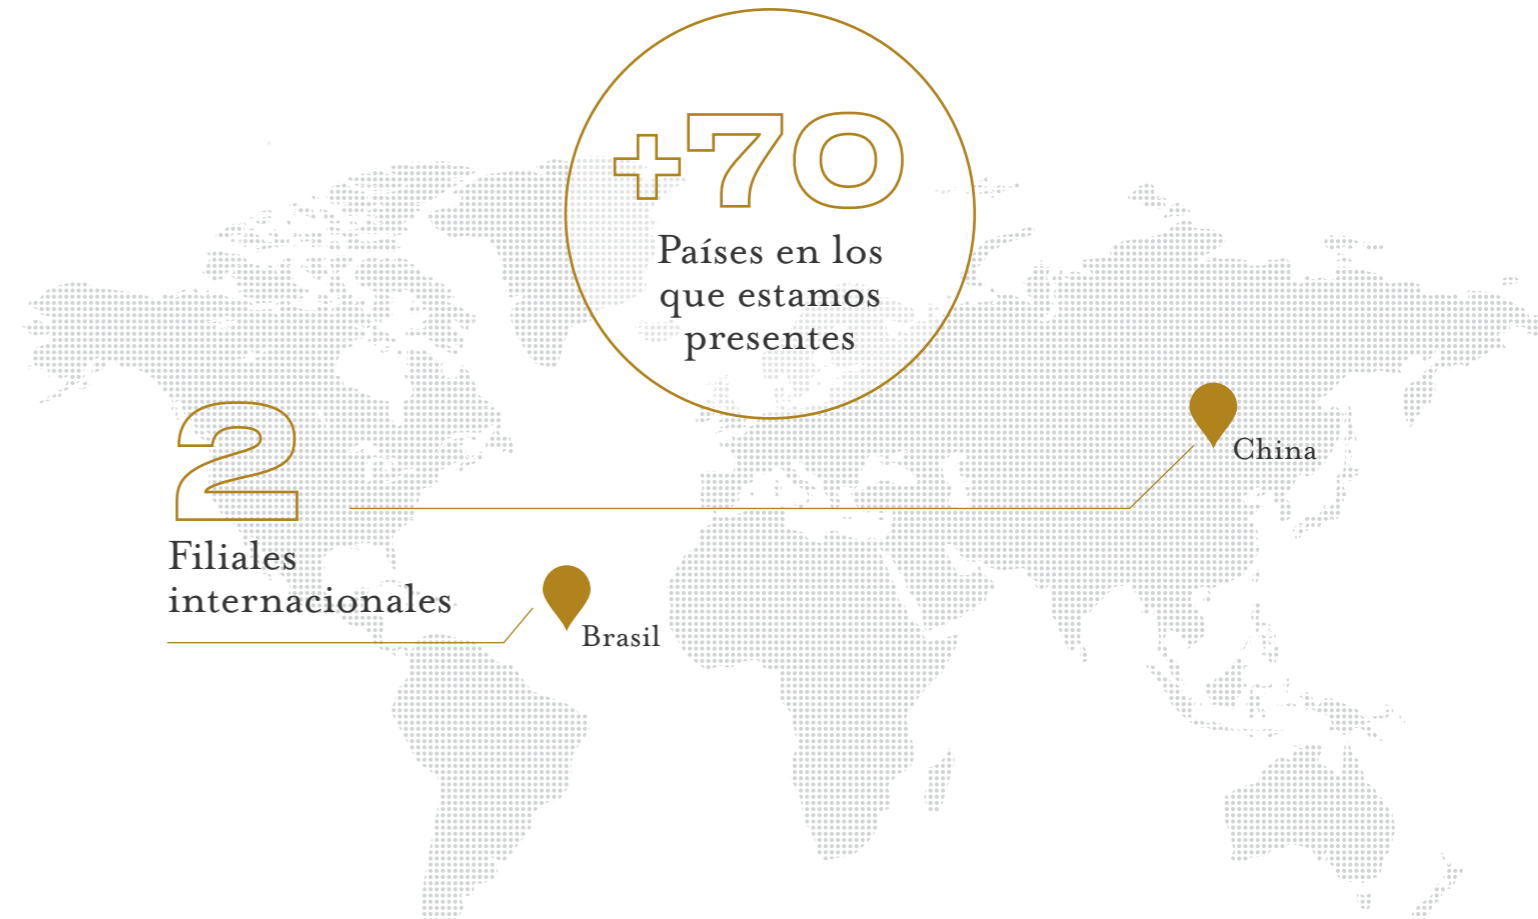 +70
Países en los
que estamos
presentes
2
Filiales
internacionales
China
Brasil